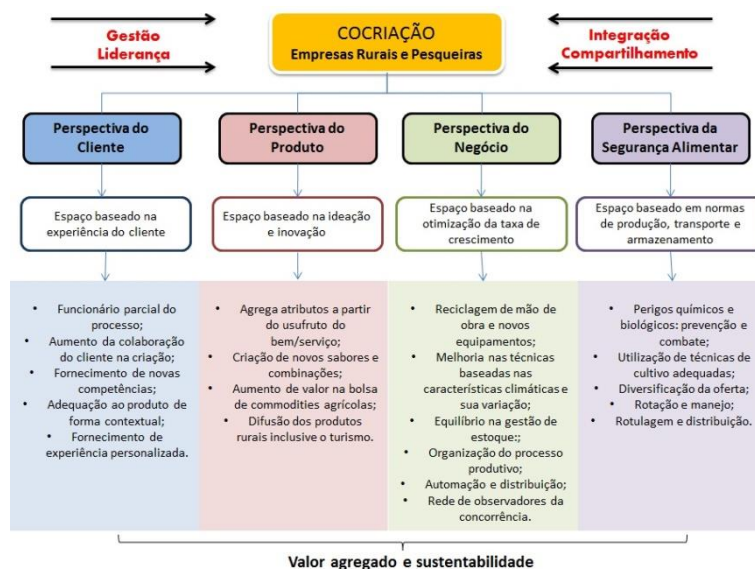 Gestão
Liderança
COCRIAÇÃO
Empresas Rurais e Pesqueiras
Integração
Compartilhamento
Perspectiva do
Cliente
Perspectiva do
Produto
Perspectiva do
Negócio
Perspectiva da
Segurança Alimentar
Espaço baseado na
experiência do cliente
Espaço baseado na ideação
e inovação
Espaço baseado na
otimização da taxa de
crescimento
Espaço baseado em normas
de produção, transporte e
armazenamento
• Funcionário parcial do
processo;
• Aumento da colaboração
do cliente na criação;
• Fornecimento de novas
competências;
• Adequação ao produto de
forma contextual;
• Fornecimento de
experiência personalizada.
• Agrega atributos a partir
do usufruto do
bem/serviço;
• Criação de novos sabores e
combinações;
• Aumento de valor na bolsa
de commodities agrícolas;
• Difusão dos produtos
rurais inclusive o turismo.
• Reciclagem de mão de
obra e novos
equipamentos;
• Melhoria nas técnicas
baseadas nas
características climáticas e
sua variação;
• Equilíbrio na gestão de
estoque:;
• Organização do processo
produtivo;
• Automação e distribuição;
• Rede de observadores da
concorrência.
• Perigos químicos e
biológicos: prevenção e
combate;
• Utilização de técnicas de
cultivo adequadas;
• Diversificação da oferta;
• Rotação e manejo;
• Rotulagem e distribuição.
Valor agregado e sustentabilidade